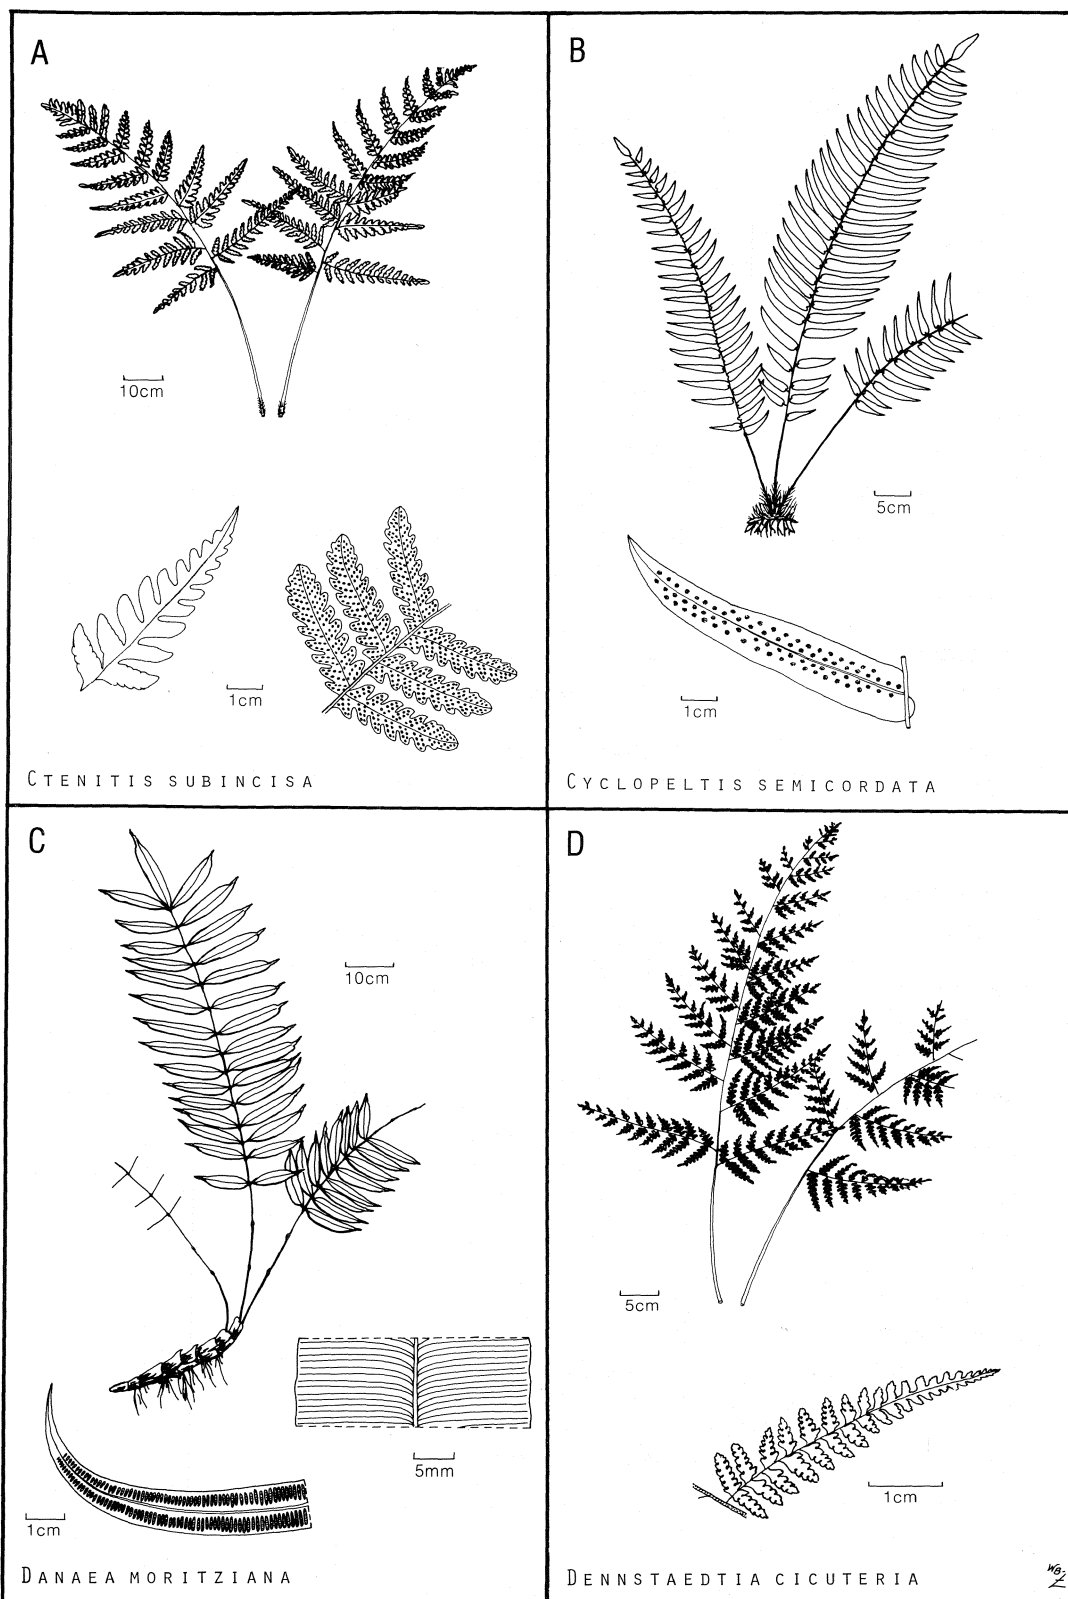 A
10cm
1cm
CTENITIS SUBINCISA
B
5cm
1cm
CYCLOPELTIS SEMICORDATA
C
10cm
5mm
1cm
DANAEA MORITZIANA
D
5cm
1cm
DENNSTAEDTIA CICUTERIA